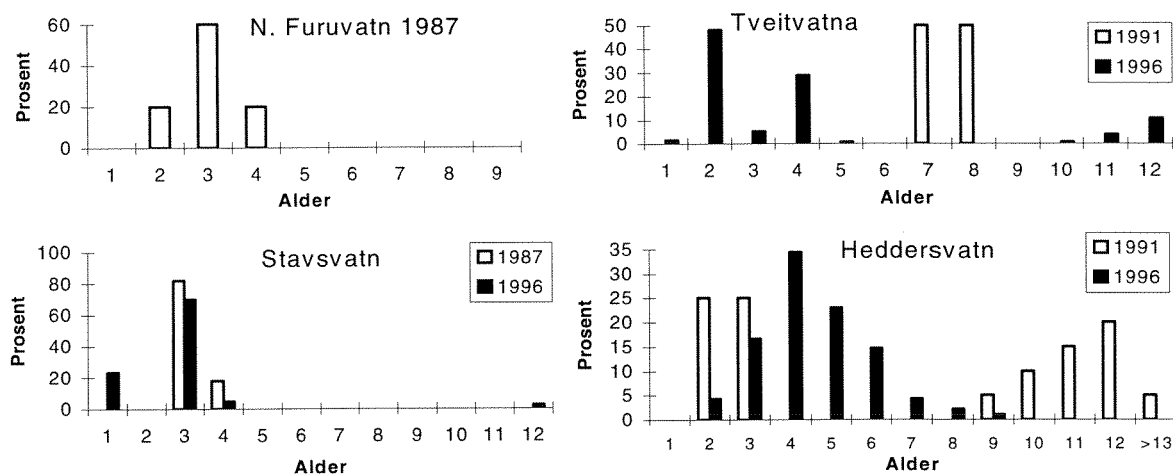 N. Furuvatn 1987
Prosent
60
40
20
0
1 2 3 4 5 6 7 8 9
Alder
Tveitvatna
1991
1996
Prosent
50
40
30
20
10
0
1 2 3 4 5 6 7 8 9 10 11 12
Alder
Stavsvatn
1987
1996
Prosent
100
80
60
40
20
0
1 2 3 4 5 6 7 8 9 10 11 12
Alder
Heddersvatn
1991
1996
Prosent
35
30
25
20
15
10
5
0
1 2 3 4 5 6 7 8 9 10 11 12 >13
Alder